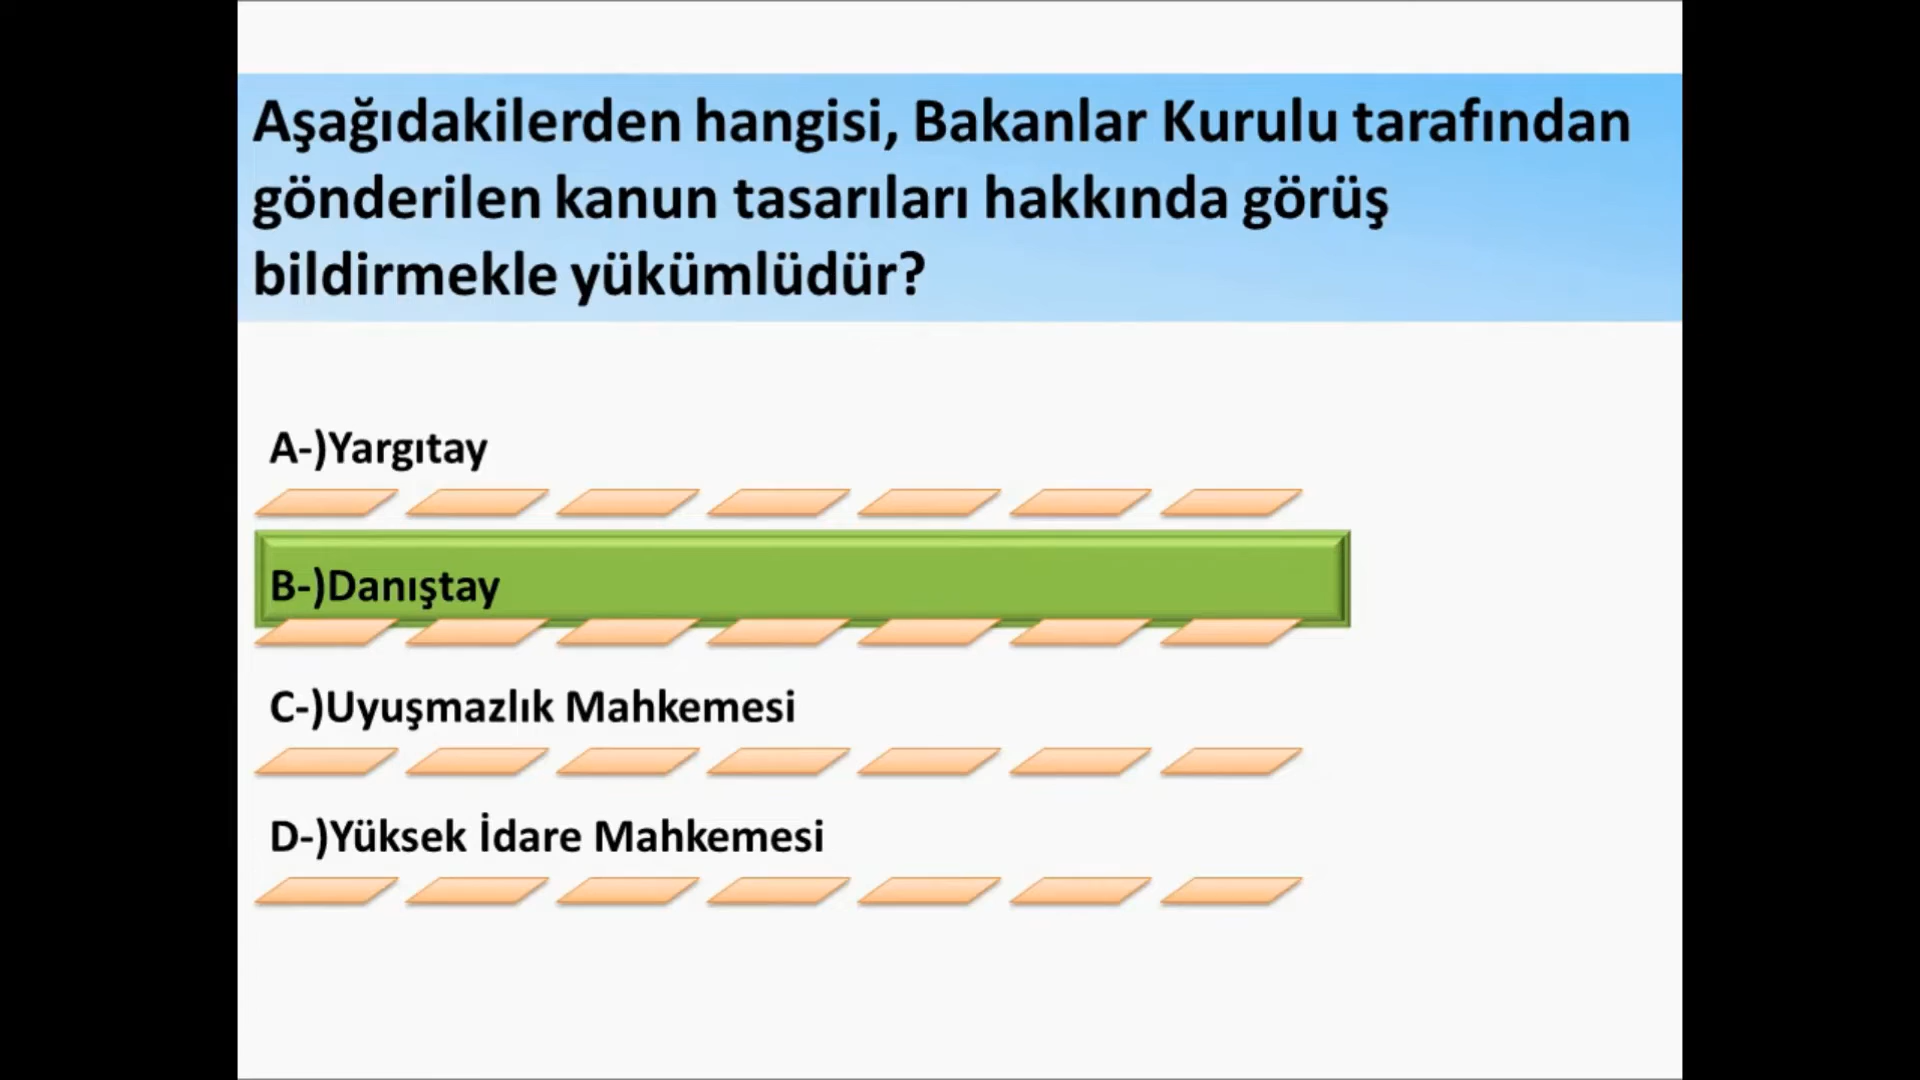 Aşağıdakilerden hangisi, Bakanlar Kurulu tarafından
gönderilen kanun tasarıları hakkında görüş
bildirmekle yükümlüdür?
A-)Yargıtay
B-)Danıştay
C-)Uyuşmazlık Mahkemesi
D-)Yüksek İdare Mahkemesi